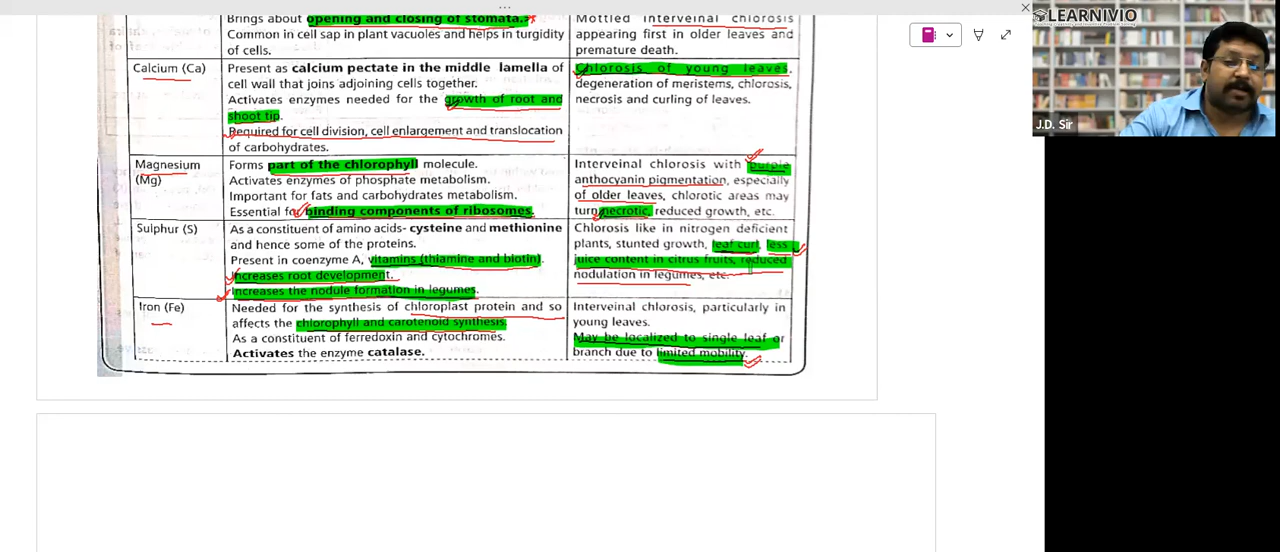 LEARNIVIO
Brings about opening and closing of stomata.
Common in cell sap in plant vacuoles and helps in turgidity
of cells.
Mottled interveinal chlorosis
appearing first in older leaves and
premature death.
Calcium (Ca)
Present as calcium pectate in the middle lamella of
cell wall that joins adjoining cells together.
Activates enzymes needed for the growth of root and
shoot tip.
Required for cell division, cell enlargement and translocation
of carbohydrates.
Chlorosis of young leaves,
degeneration of meristems, chlorosis,
necrosis and curling of leaves.
Magnesium
(Mg)
Forms part of the chlorophyll molecule.
Activates enzymes of phosphate metabolism.
Important for fats and carbohydrates metabolism.
Essential for binding components of ribosomes.
Interveinal chlorosis with purple
anthocyanin pigmentation, especially
of older leaves, chlorotic areas may
turn necrotic, reduced growth, etc.
Sulphur (S)
As a constituent of amino acids- cysteine and methionine
and hence some of the proteins.
Present in coenzyme A, vitamins (thiamine and biotin).
Increases root development.
Increases the nodule formation in legumes.
Chlorosis like in nitrogen deficient
plants, stunted growth, leaf curl, less
juice content in citrus fruits, reduced
nodulation in legumes, etc.
Iron (Fe)
Needed for the synthesis of chloroplast protein and so
affects the chlorophyll and carotenoid synthesis.
As a constituent of ferredoxin and cytochromes.
Activates the enzyme catalase.
Interveinal chlorosis, particularly in
young leaves.
May be localized to single leaf or
branch due to limited mobility.
J.D. Sir